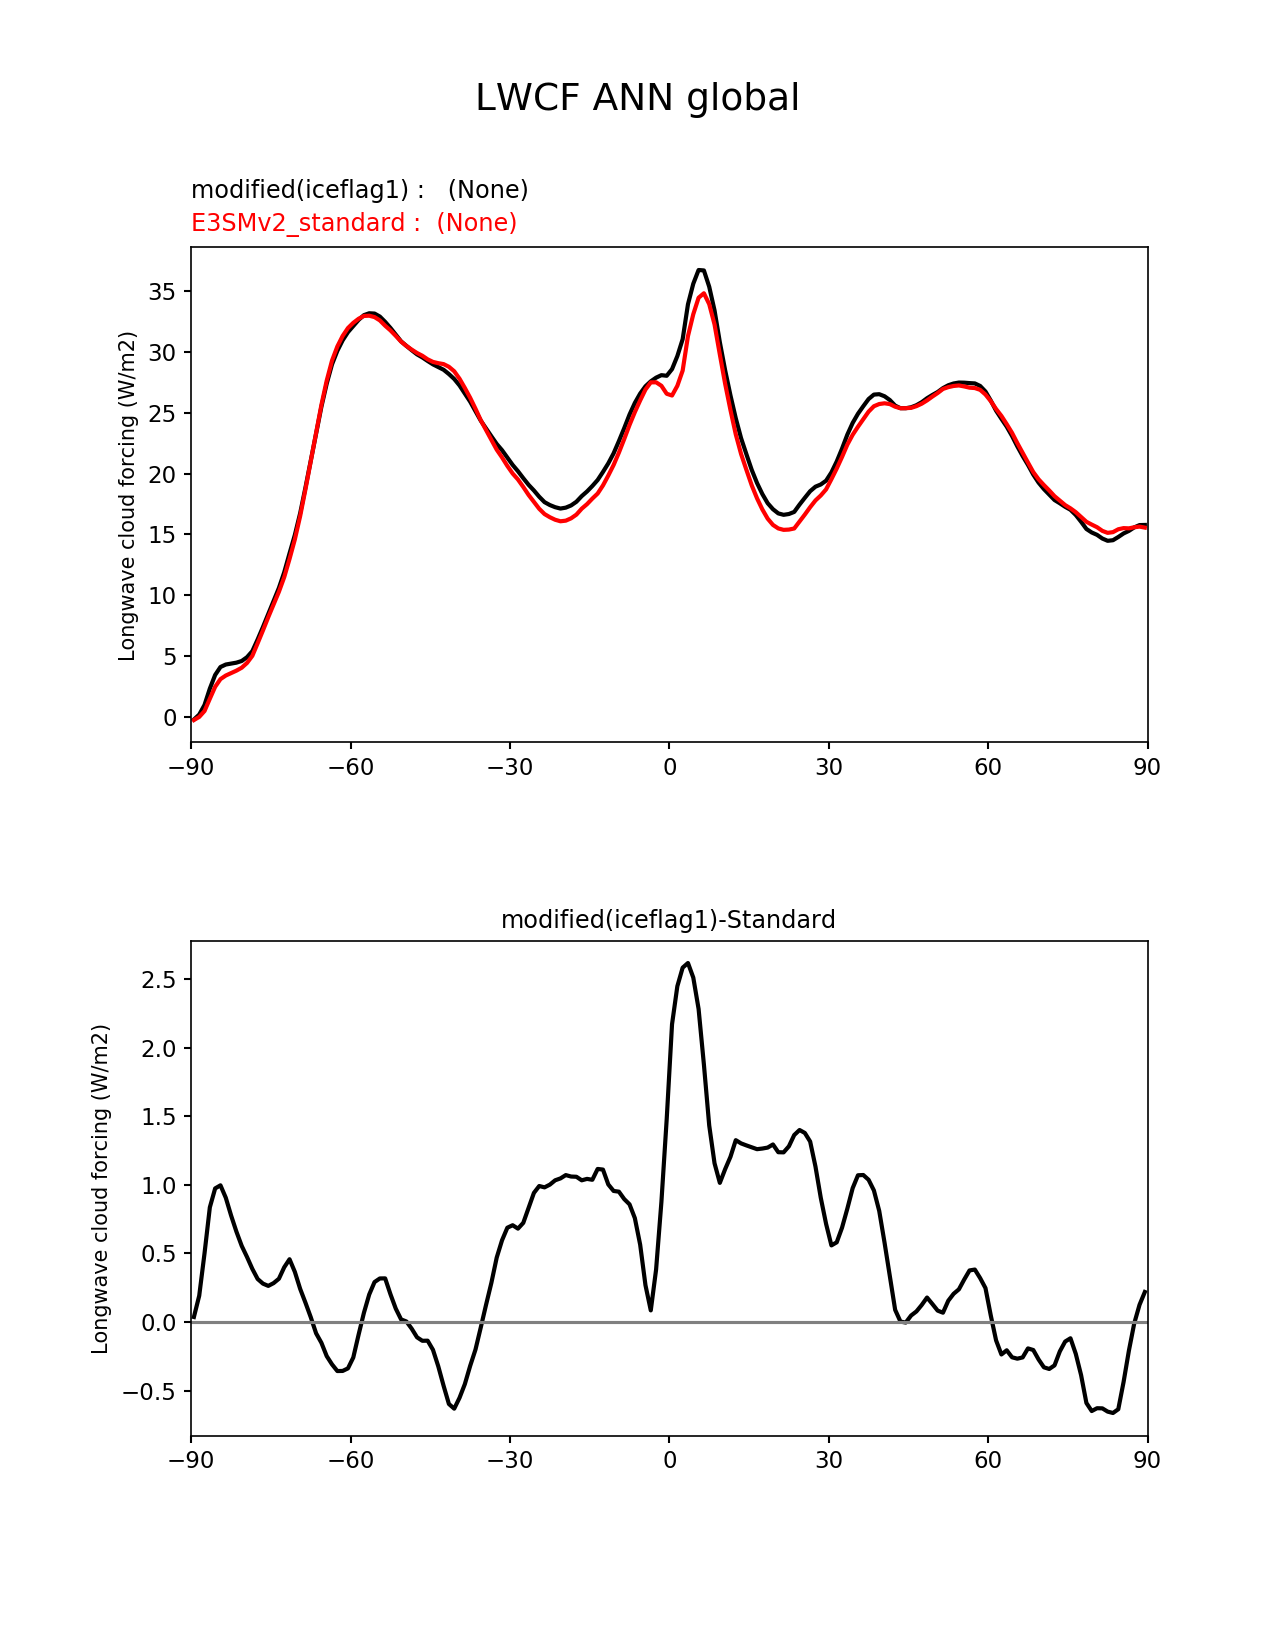 LWCF ANN global
modified(iceflag1) :   (None)
E3SMv2_standard :  (None)
Longwave cloud forcing (W/m2)
35
30
25
20
15
10
5
0
−90 −60 −30 0 30 60 90
modified(iceflag1)-Standard
Longwave cloud forcing (W/m2)
2.5
2.0
1.5
1.0
0.5
0.0
−0.5
−90 −60 −30 0 30 60 90